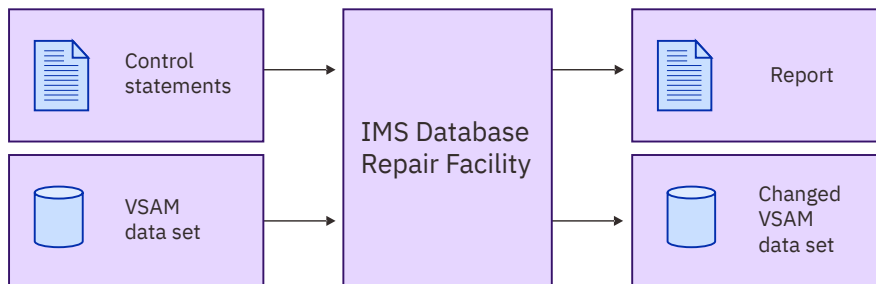 Control
statements
VSAM
data set
IMS Database
Repair Facility
Report
Changed
VSAM
data set